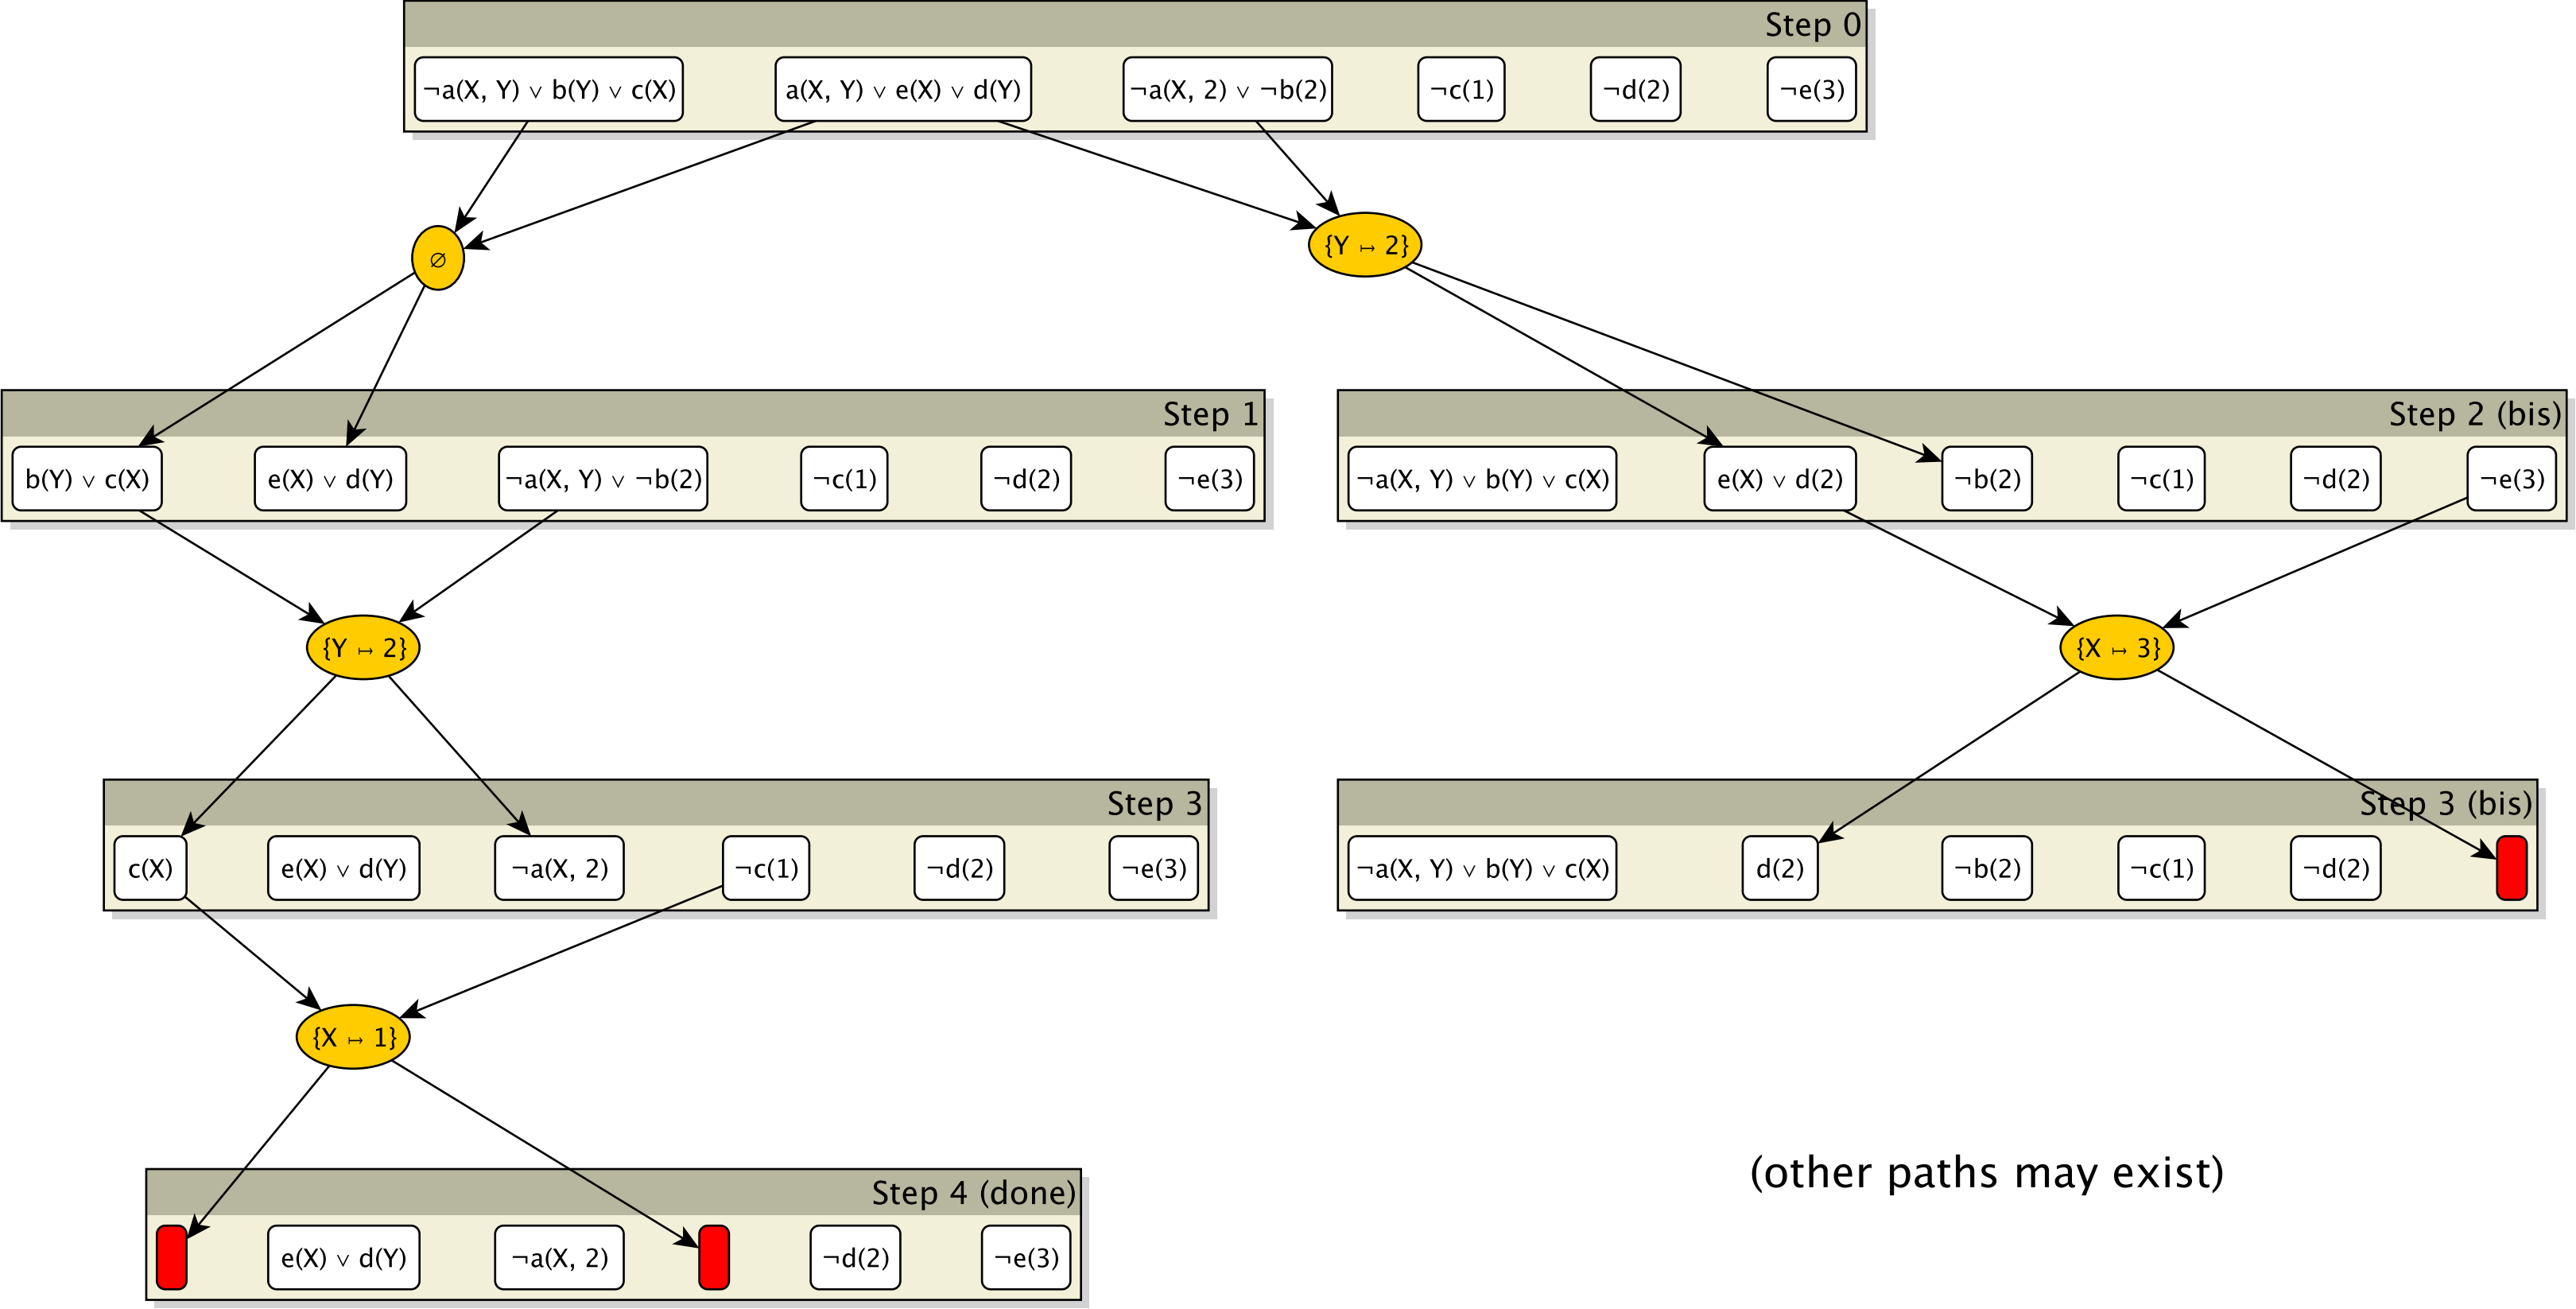 Step 0
¬a(X, Y) ∨ b(Y) ∨ c(X)
a(X, Y) ∨ e(X) ∨ d(Y)
¬a(X, 2) ∨ ¬b(2)
¬c(1)
¬d(2)
¬e(3)
∅
{Y ↦ 2}
Step 1
b(Y) ∨ c(X)
e(X) ∨ d(Y)
¬a(X, Y) ∨ ¬b(2)
¬c(1)
¬d(2)
¬e(3)
Step 2 (bis)
¬a(X, Y) ∨ b(Y) ∨ c(X)
e(X) ∨ d(2)
¬b(2)
¬c(1)
¬d(2)
¬e(3)
{Y ↦ 2}
{X ↦ 3}
Step 3
c(X)
e(X) ∨ d(Y)
¬a(X, 2)
¬c(1)
¬d(2)
¬e(3)
Step 3 (bis)
¬a(X, Y) ∨ b(Y) ∨ c(X)
d(2)
¬b(2)
¬c(1)
¬d(2)
{X ↦ 1}
Step 4 (done)
e(X) ∨ d(Y)
¬a(X, 2)
¬d(2)
¬e(3)
(other paths may exist)